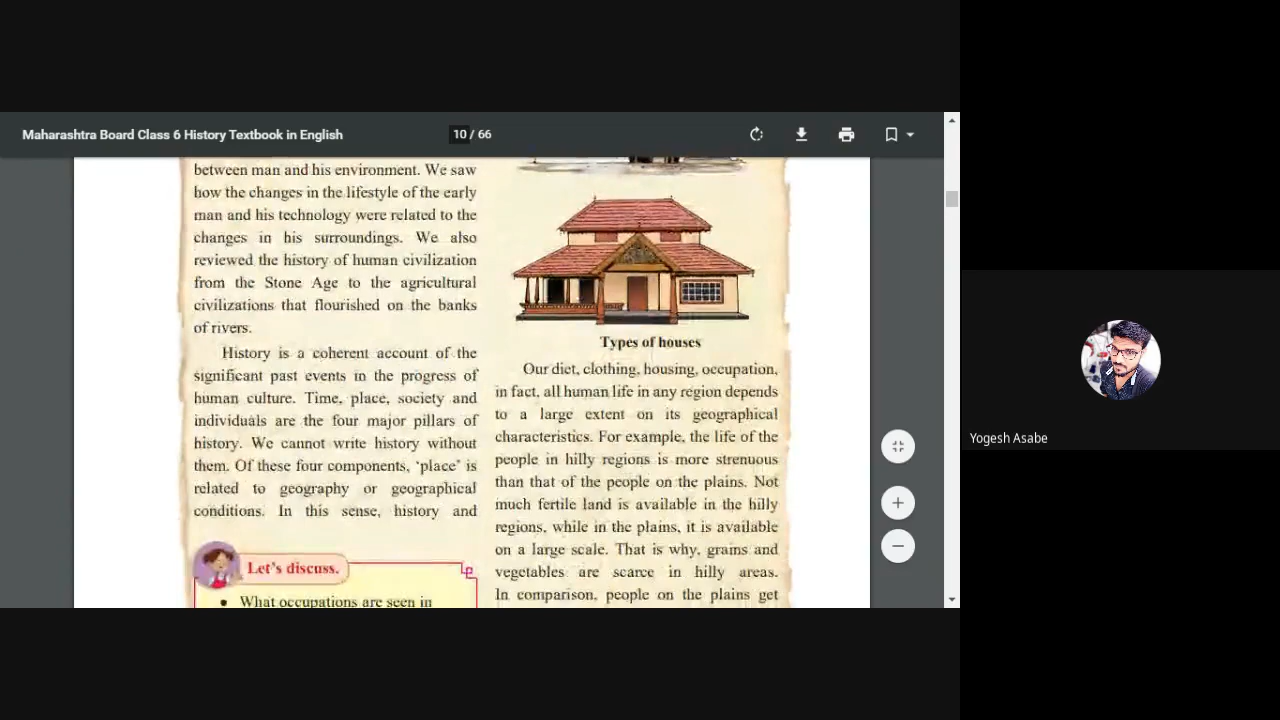 Maharashtra Board Class 6 History Textbook in English
10 / 66
between man and his environment. We saw
how the changes in the lifestyle of the early
man and his technology were related to the
changes in his surroundings. We also
reviewed the history of human civilization
from the Stone Age to the agricultural
civilizations that flourished on the banks
of rivers.
History is a coherent account of the
significant past events in the progress of
human culture. Time, place, society and
individuals are the four major pillars of
history. We cannot write history without
them. Of these four components, ‘place’ is
related to geography or geographical
conditions. In this sense, history and
Let’s discuss.
• What occupations are seen in
Types of houses
Our diet, clothing, housing, occupation,
in fact, all human life in any region depends
to a large extent on its geographical
characteristics. For example, the life of the
people in hilly regions is more strenuous
than that of the people on the plains. Not
much fertile land is available in the hilly
regions, while in the plains, it is available
on a large scale. That is why, grains and
vegetables are scarce in hilly areas.
In comparison, people on the plains get
Yogesh Asabe